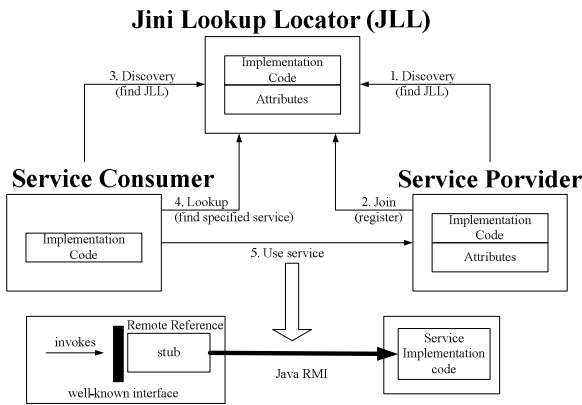 Jini Lookup Locator (JLL)
Implementation
Code
Attributes
3. Discovery
(find JLL)
1. Discovery
(find JLL)
Service Consumer
Service Porvider
4. Lookup
(find specified service)
2. Join
(register)
Implementation
Code
Implementation
Code
Attributes
5. Use service
invokes
Remote Reference
stub
well-known interface
Java RMI
Service
Implementation
code